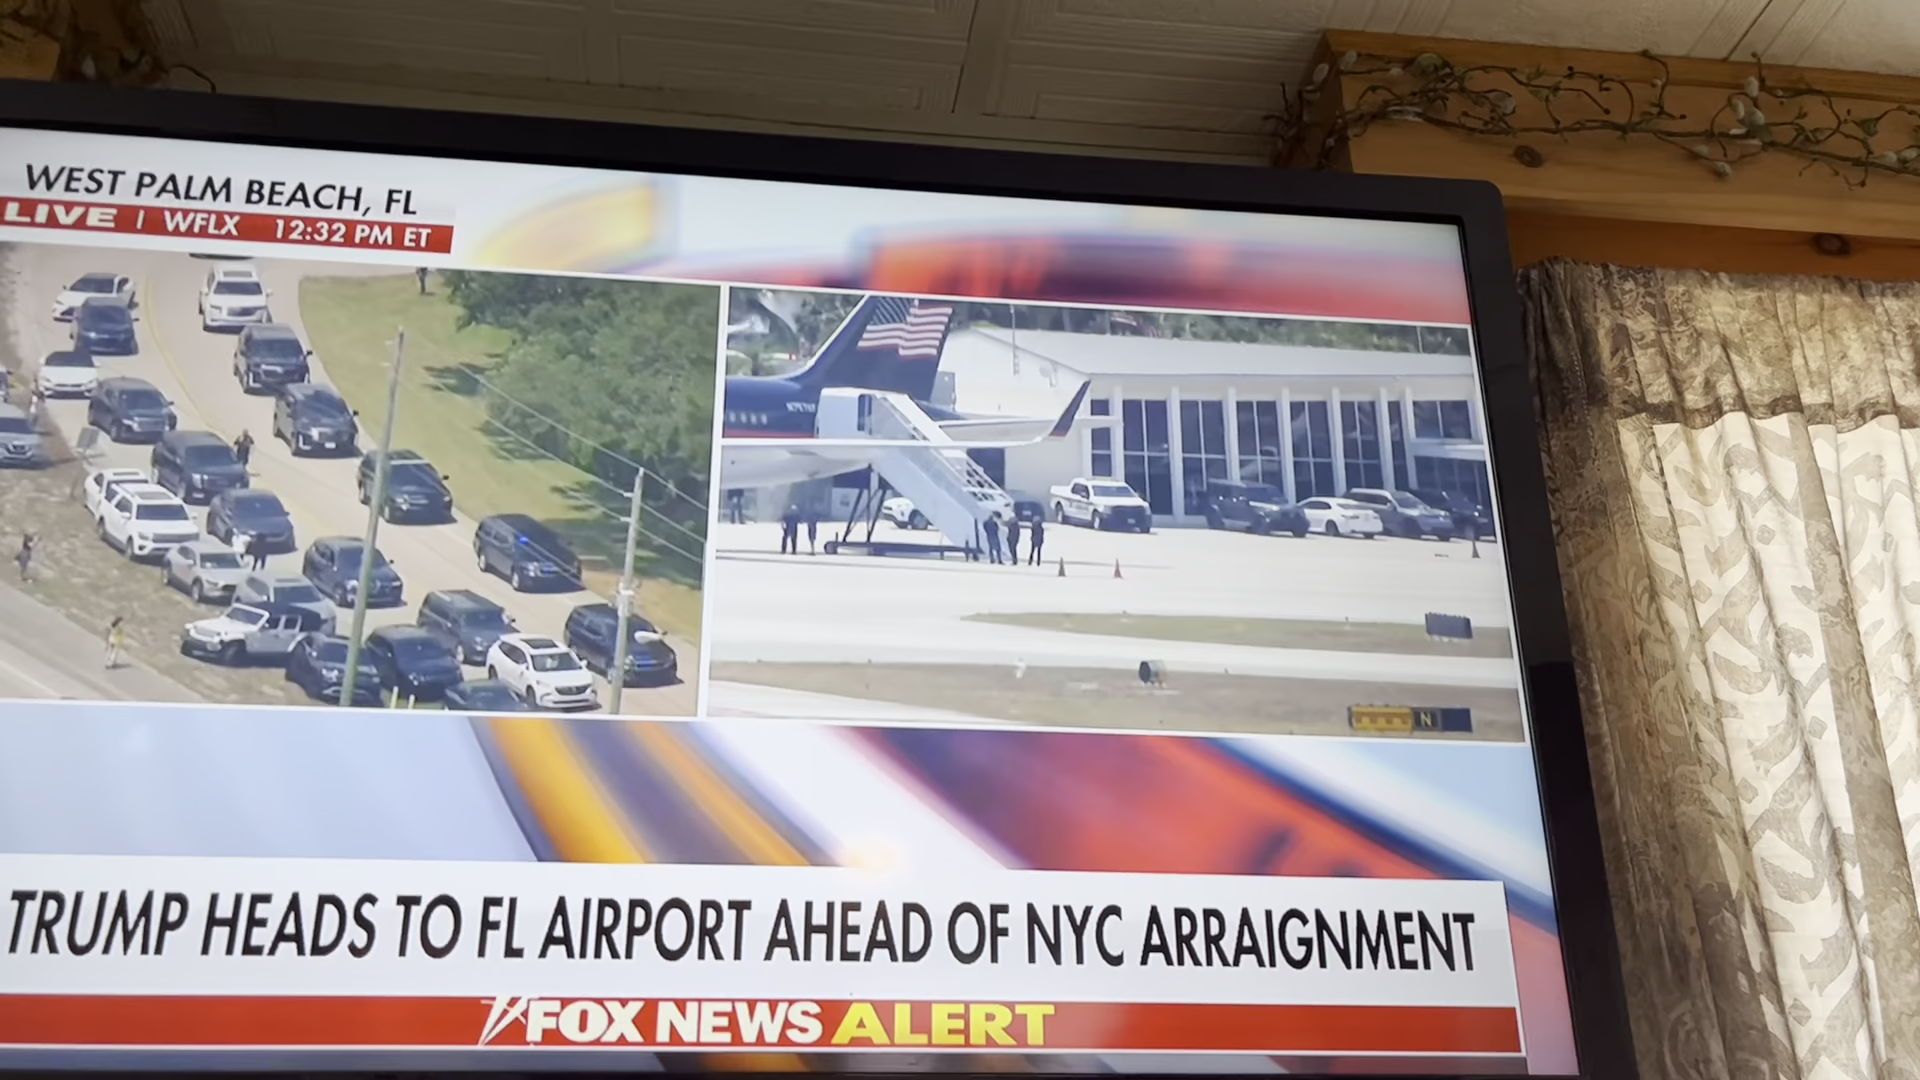 WEST PALM BEACH, FL
LIVE | WFLX 12:32 PM ET
N
TRUMP HEADS TO FL AIRPORT AHEAD OF NYC ARRAIGNMENT
FOX NEWS ALERT